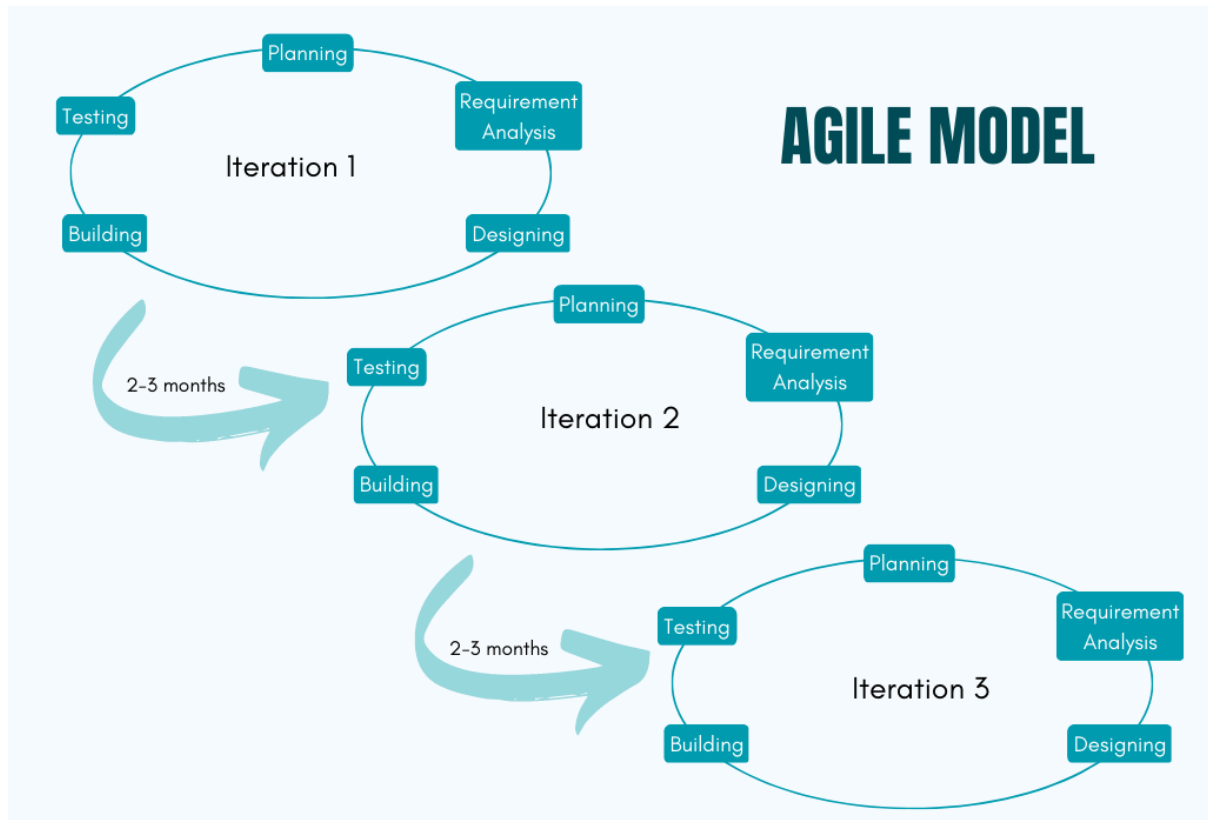 AGILE MODEL
Planning
Requirement
Analysis
Testing
Iteration 1
Building
Designing
2-3 months
Planning
Requirement
Analysis
Testing
Iteration 2
Building
Designing
2-3 months
Planning
Requirement
Analysis
Testing
Iteration 3
Building
Designing